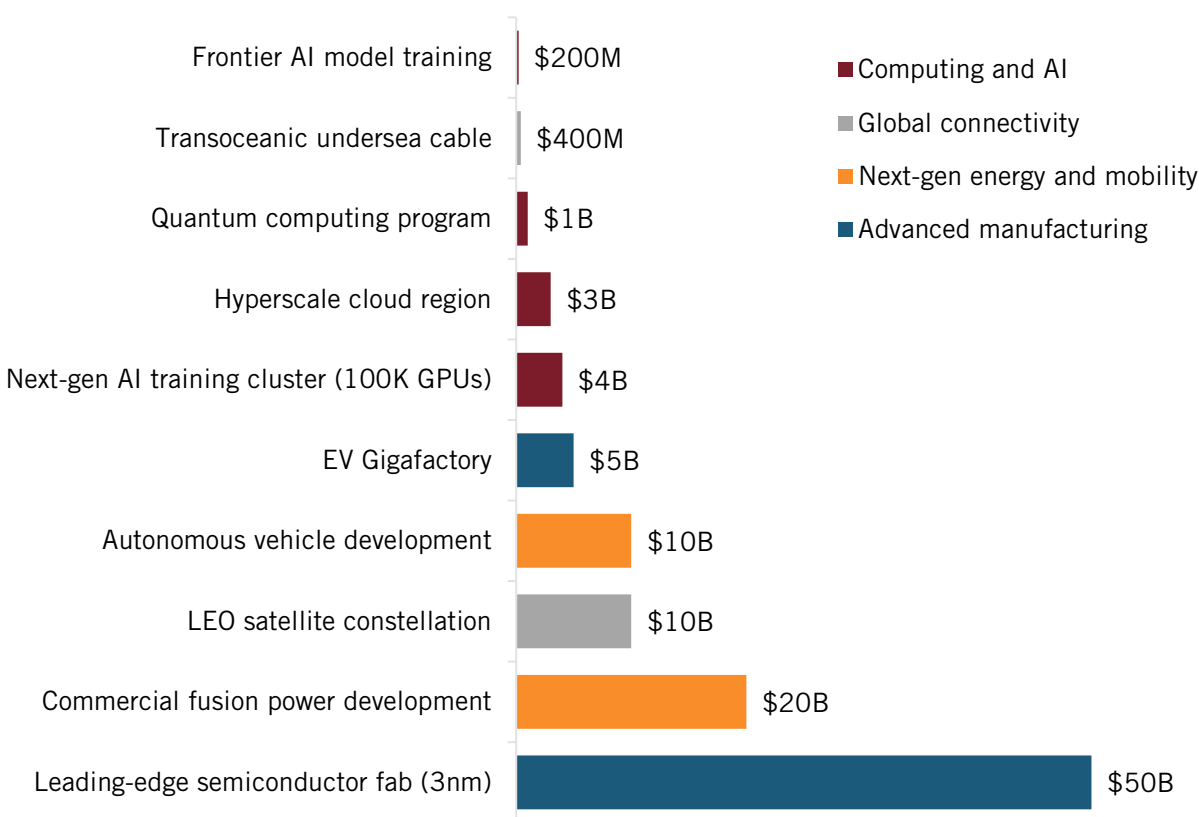 Frontier AI model training $200M
Transoceanic undersea cable $400M
Quantum computing program $1B
Hyperscale cloud region $3B
Next-gen AI training cluster (100K GPUs) $4B
EV Gigafactory $5B
Autonomous vehicle development $10B
LEO satellite constellation $10B
Commercial fusion power development $20B
Leading-edge semiconductor fab (3nm) $50B
Computing and AI
Global connectivity
Next-gen energy and mobility
Advanced manufacturing